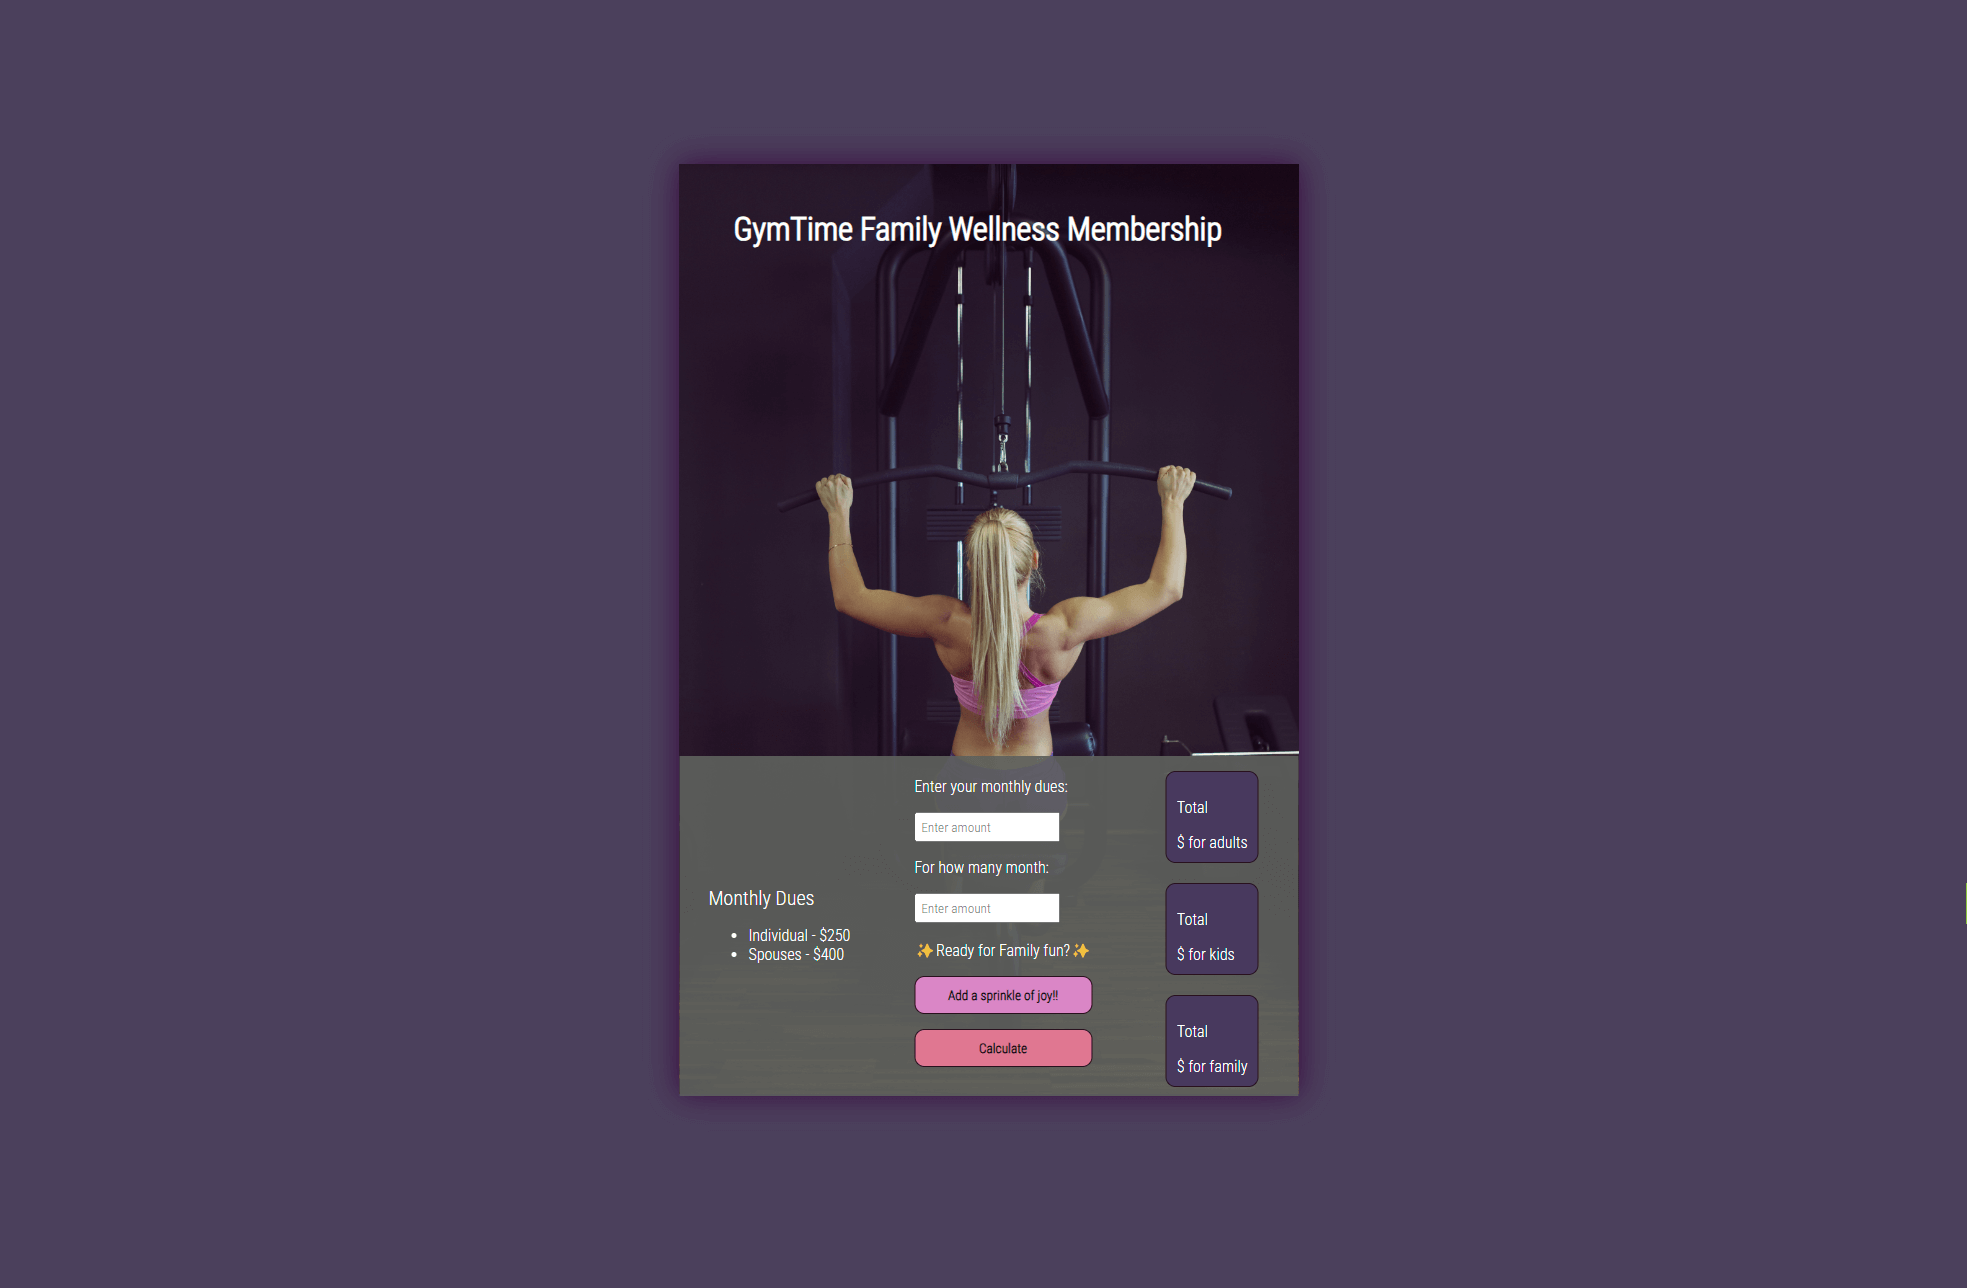 GymTime Family Wellness Membership
Monthly Dues
Individual - $250
Spouses - $400
Enter your monthly dues:
Enter amount
For how many month:
Enter amount
✨Ready for Family fun?✨
Add a sprinkle of joy!!
Calculate
Total
$ for adults
Total
$ for kids
Total
$ for family